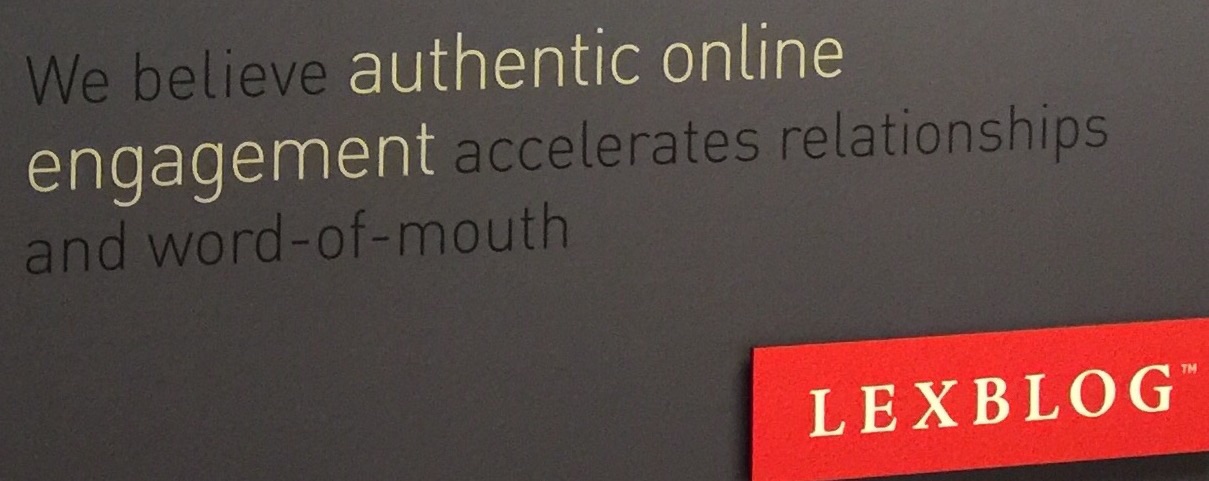 We believe authentic online
engagement accelerates relationships
and word-of-mouth
LEXBLOG™